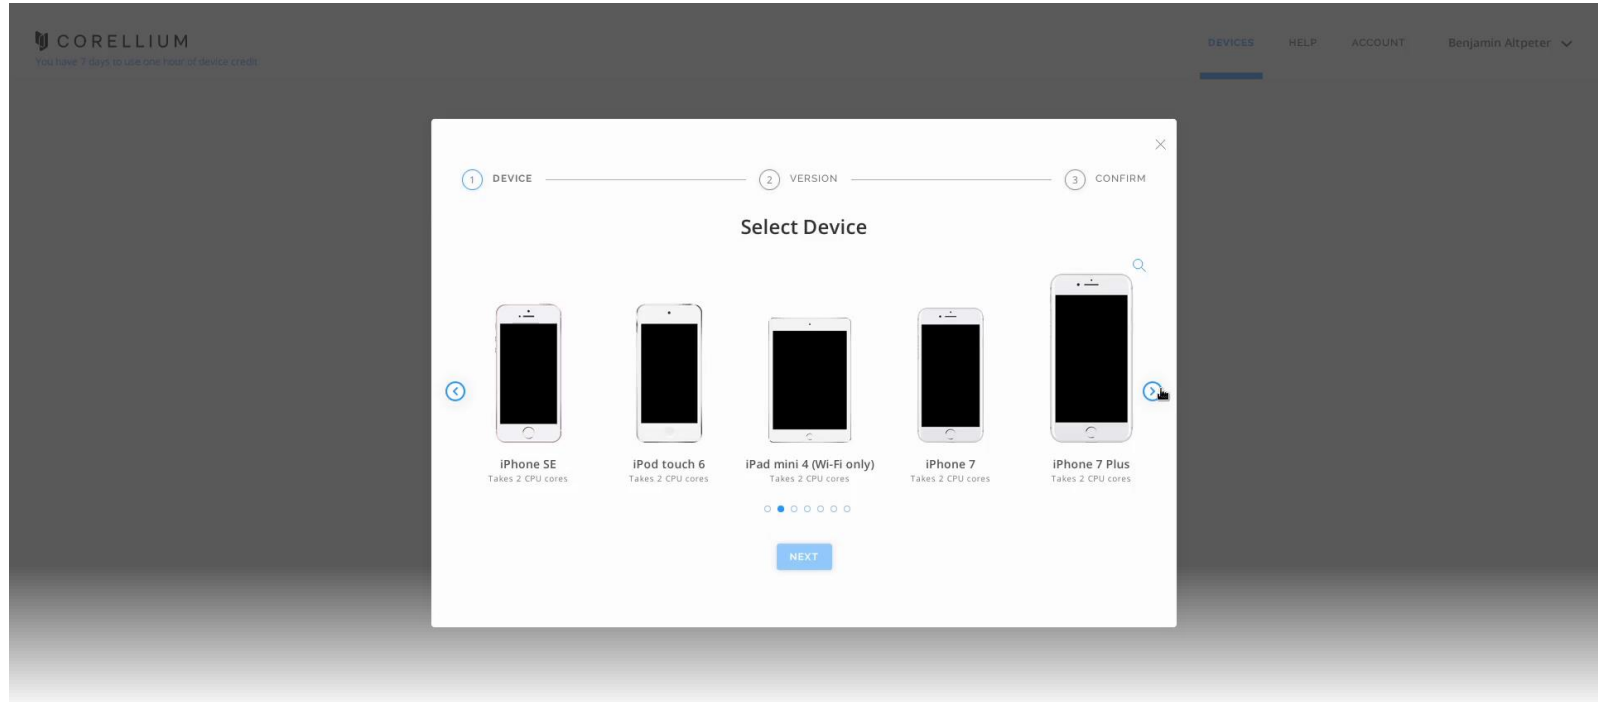 CORELLIUM
You have 7 days to use one hour of device credit
DEVICES
HELP
ACCOUNT
Benjamin Altpeter
1 DEVICE
2 VERSION
3 CONFIRM
Select Device
iPhone SE
Takes 2 CPU cores
iPod touch 6
Takes 2 CPU cores
iPad mini 4 (Wi-Fi only)
Takes 2 CPU cores
iPhone 7
Takes 2 CPU cores
iPhone 7 Plus
Takes 2 CPU cores
NEXT